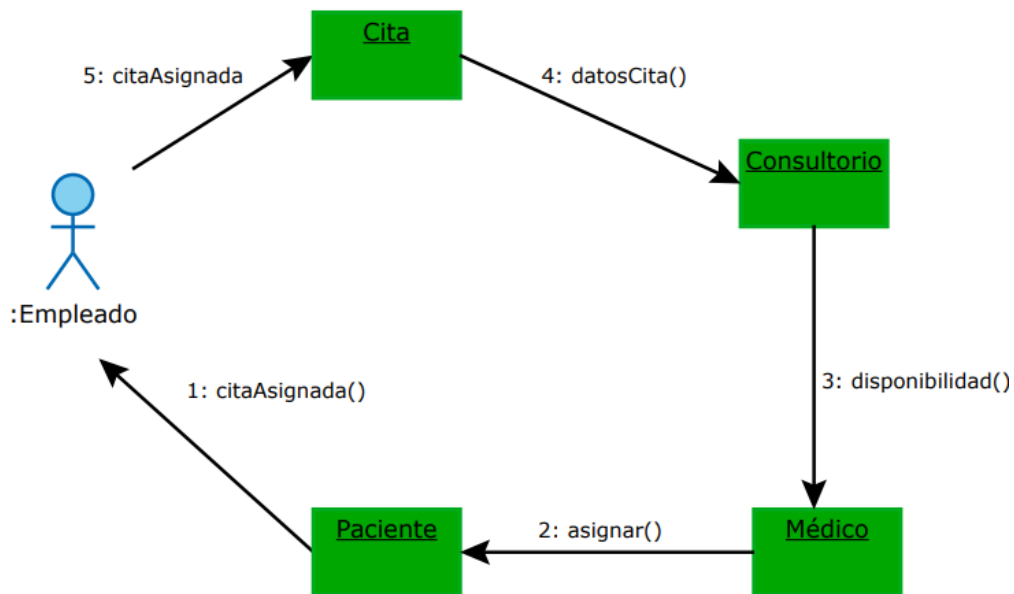 Cita
5: citaAsignada
4: datosCita()
Consultorio
:Empleado
3: disponibilidad()
1: citaAsignada()
Paciente
2: asignar()
Médico